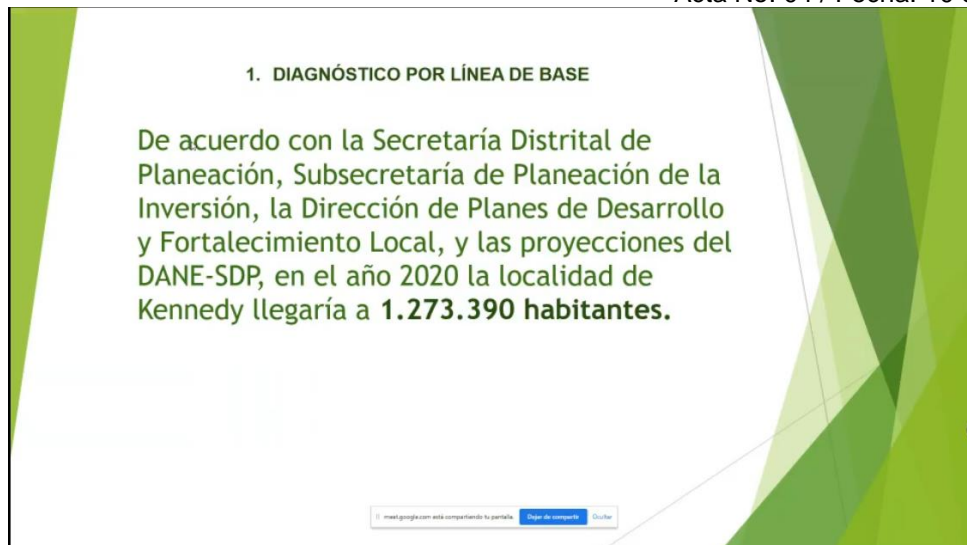 1. DIAGNÓSTICO POR LÍNEA DE BASE
De acuerdo con la Secretaría Distrital de
Planeación, Subsecretaría de Planeación de la
Inversión, la Dirección de Planes de Desarrollo
y Fortalecimiento Local, y las proyecciones del
DANE-SDP, en el año 2020 la localidad de
Kennedy llegaría a 1.273.390 habitantes.
meet.google.com está compartiendo tu pantalla. Dejar de compartir Ocultar